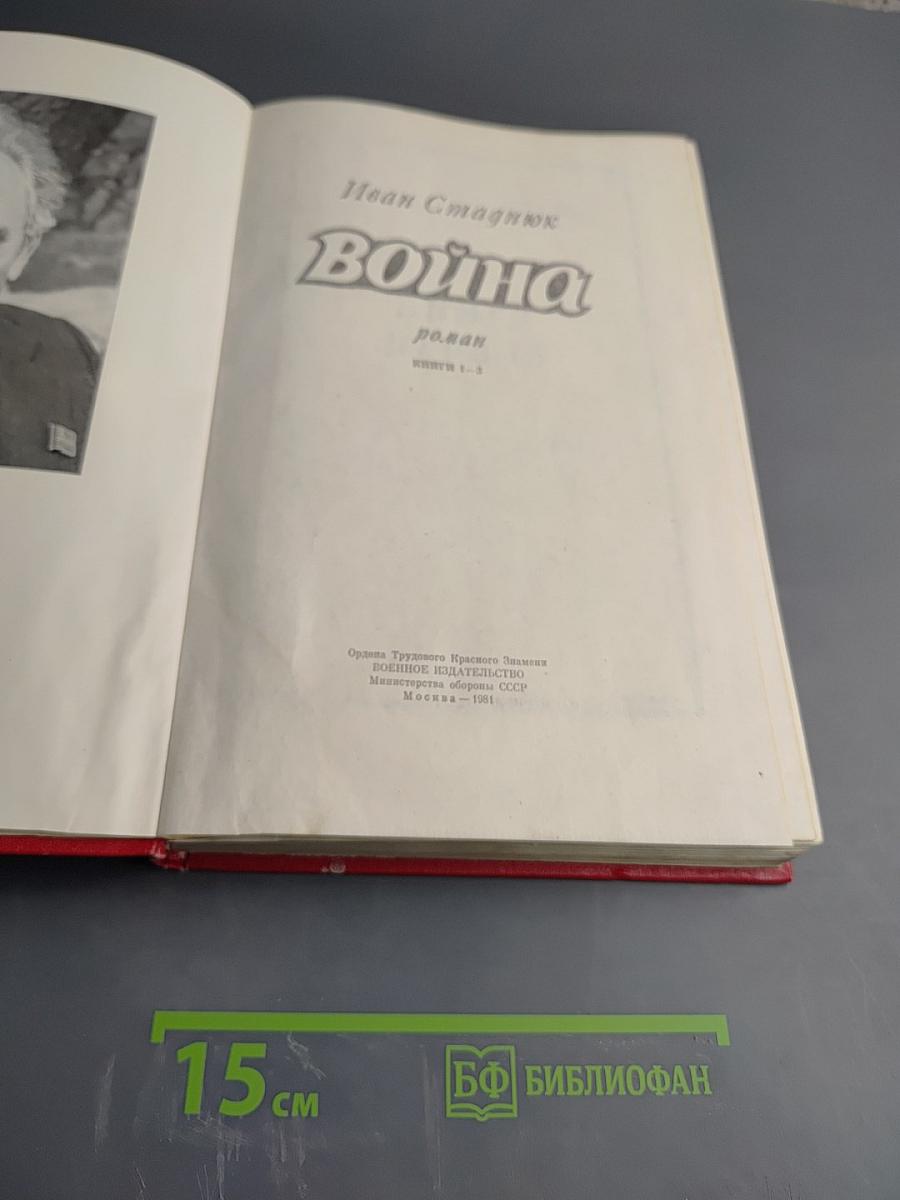 Иван Стаднюк
ВОЙНА
роман
КНИГИ 1—3
Ордена Трудового Красного Знамени
ВОЕННОЕ ИЗДАТЕЛЬСТВО
Министерства обороны СССР
Москва — 1981
15 см
БФ БИБЛИОФАН